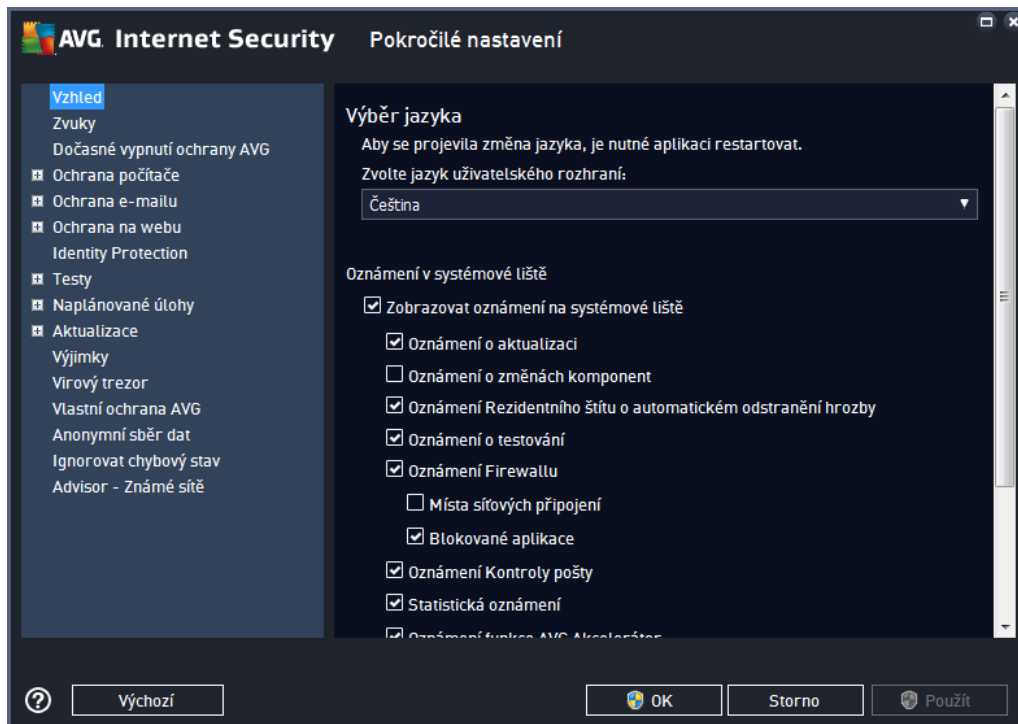 AVG. Internet Security Pokročilé nastavení
Vzhled
Zvuky
Dočasné vypnutí ochrany AVG
Ochrana počítače
Ochrana e-mailu
Ochrana na webu
Identity Protection
Testy
Naplánované úlohy
Aktualizace
Výjimky
Virový trezor
Vlastní ochrana AVG
Anonymní sběr dat
Ignorovat chybový stav
Advisor - Známé sítě
Výběr jazyka
Aby se projevila změna jazyka, je nutné aplikaci restartovat.
Zvolte jazyk uživatelského rozhraní:
Čeština
Oznámení v systémové liště
Zobrazovat oznámení na systémové liště
Oznámení o aktualizaci
Oznámení o změnách komponent
Oznámení Rezidentního štítu o automatickém odstranění hrozby
Oznámení o testování
Oznámení Firewallu
Místa síťových připojení
Blokované aplikace
Oznámení Kontroly pošty
Statistická oznámení
Oznámení funkce AVG Akcelerátor
Výchozí
OK
Storno
Použít